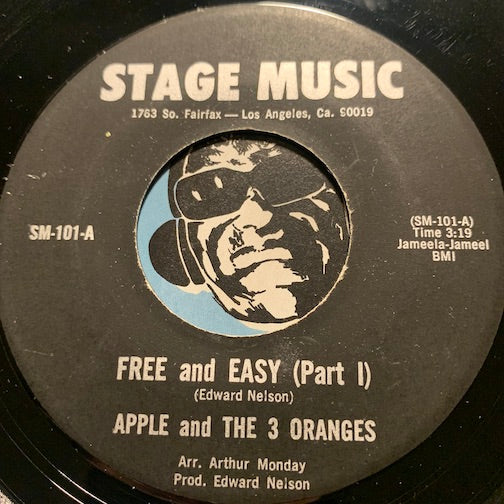 STAGE MUSIC
1763 So. Fairfax — Los Angeles, Ca. 90019
SM-101-A
(SM-101-A)
Time 3:19
Jameela-Jameel
BMI
FREE and EASY (Part I)
(Edward Nelson)
APPLE and THE 3 ORANGES
Arr. Arthur Monday
Prod. Edward Nelson